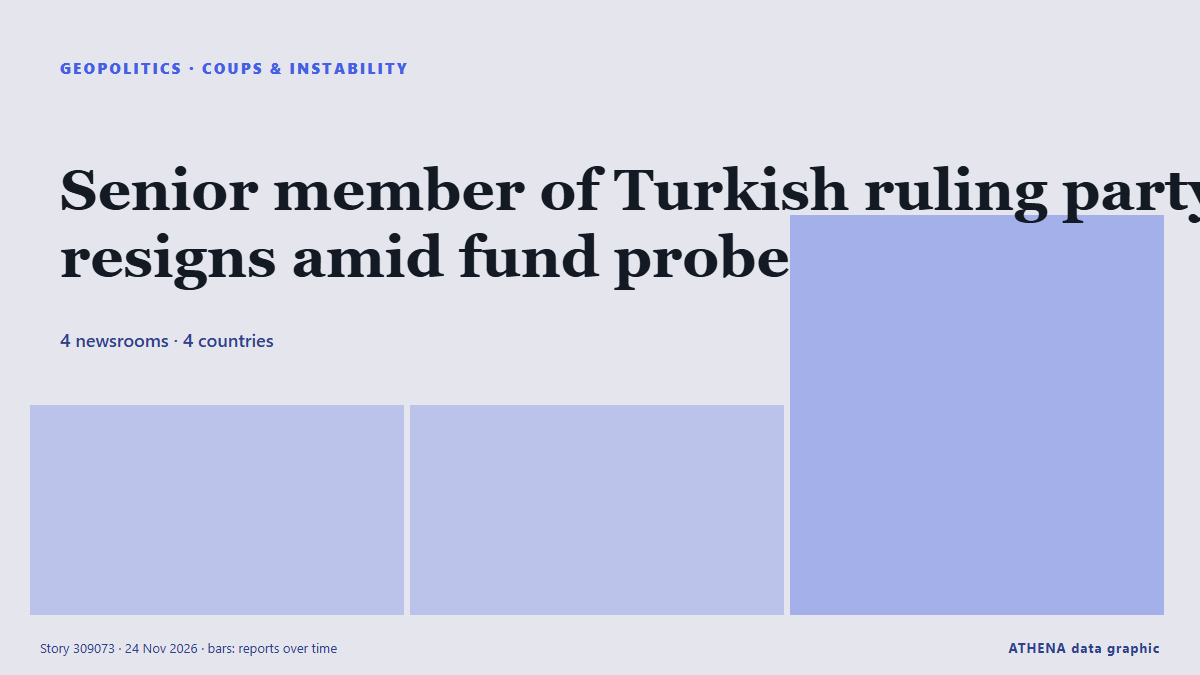 GEOPOLITICS · COUPS & INSTABILITY
Senior member of Turkish ruling party
resigns amid fund probe
4 newsrooms · 4 countries
Story 309073 · 24 Nov 2026 · bars: reports over time
ATHENA data graphic